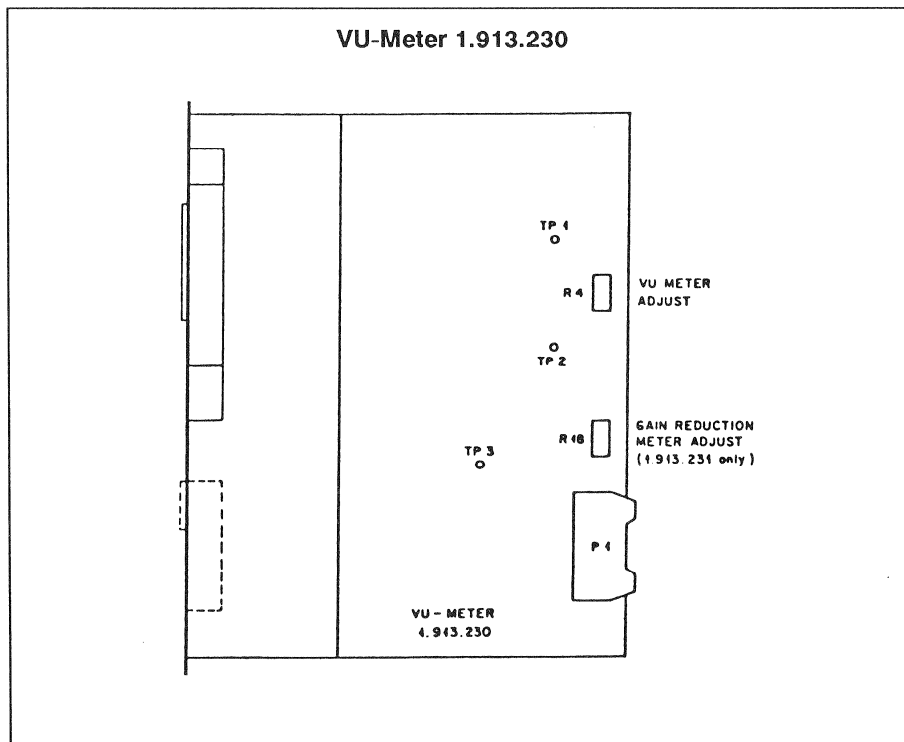 VU-Meter 1.913.230
TP 1
R 4
VU METER
ADJUST
TP 2
R 18
GAIN REDUCTION
METER ADJUST
(1.913.231 only)
TP 3
P 1
VU - METER
1.913.230